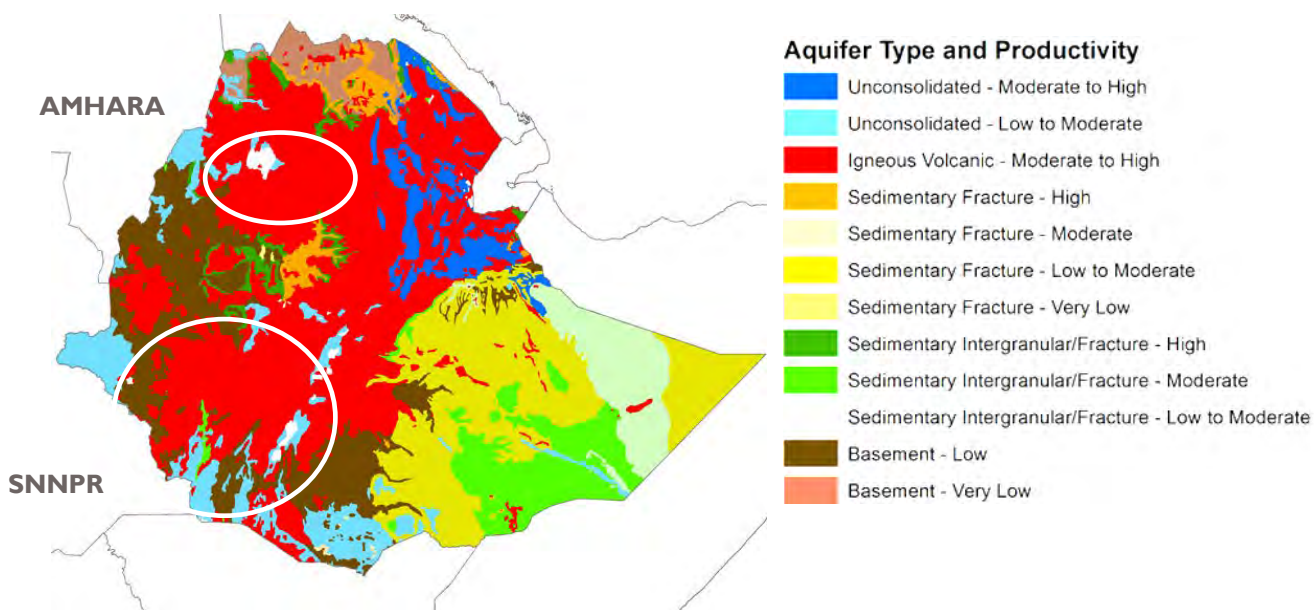 AMHARA
SNNPR
Aquifer Type and Productivity
Unconsolidated - Moderate to High
Unconsolidated - Low to Moderate
Igneous Volcanic - Moderate to High
Sedimentary Fracture - High
Sedimentary Fracture - Moderate
Sedimentary Fracture - Low to Moderate
Sedimentary Fracture - Very Low
Sedimentary Intergranular/Fracture - High
Sedimentary Intergranular/Fracture - Moderate
Sedimentary Intergranular/Fracture - Low to Moderate
Basement - Low
Basement - Very Low